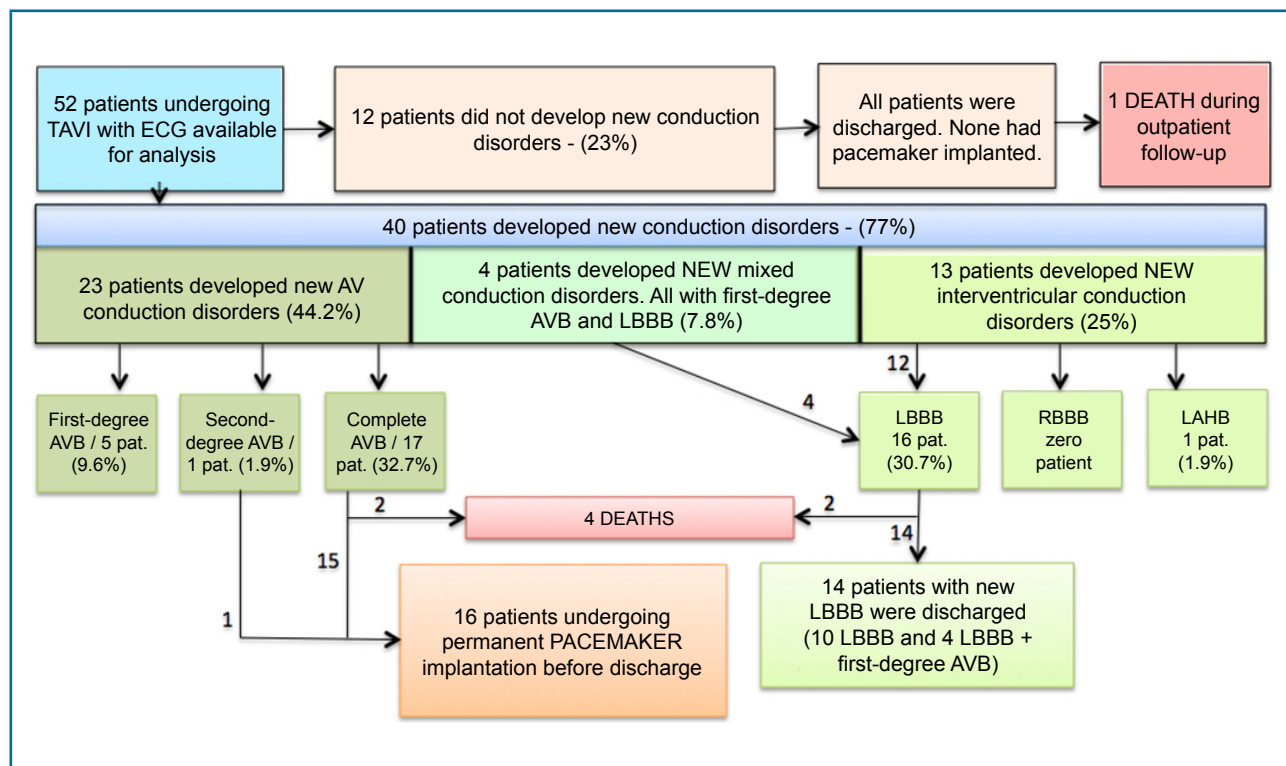 52 patients undergoing
TAVI with ECG available
for analysis
12 patients did not develop new conduction
disorders - (23%)
All patients were
discharged. None had
pacemaker implanted.
1 DEATH during
outpatient
follow-up
40 patients developed new conduction disorders - (77%)
23 patients developed new AV
conduction disorders (44.2%)
4 patients developed NEW mixed
conduction disorders. All with first-degree
AVB and LBBB (7.8%)
13 patients developed NEW
interventricular conduction
disorders (25%)
12
4
First-degree
AVB / 5 pat.
(9.6%)
Second-
degree AVB /
1 pat. (1.9%)
Complete
AVB / 17
pat. (32.7%)
LBBB
16 pat.
(30.7%)
RBBB
zero
patient
LAHB
1 pat.
(1.9%)
2
4 DEATHS
2
14
15
1
16 patients undergoing
permanent PACEMAKER
implantation before discharge
14 patients with new
LBBB were discharged
(10 LBBB and 4 LBBB +
first-degree AVB)